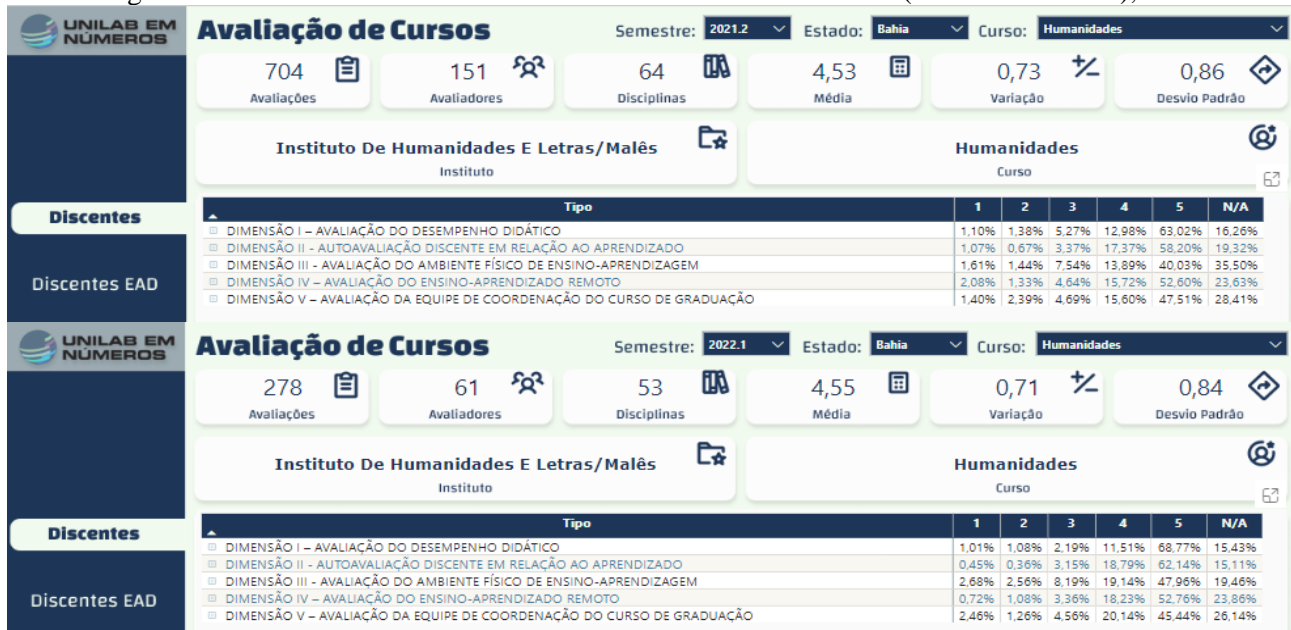 UNILAB EM
NÚMEROS
Avaliação de Cursos
Semestre: 2021.2 Estado: Bahia Curso: Humanidades
704 151 64 4,53 0,73 0,86
Avaliações Avaliadores Disciplinas Média Variação Desvio Padrão
Instituto De Humanidades E Letras/Malês Humanidades
Instituto Curso
Discentes
Discentes EAD
Tipo 1 2 3 4 5 N/A
DIMENSÃO I – AVALIAÇÃO DO DESEMPENHO DIDÁTICO 1,10% 1,38% 5,27% 12,98% 63,02% 16,26%
DIMENSÃO II - AUTOAVALIAÇÃO DISCENTE EM RELAÇÃO AO APRENDIZADO 1,07% 0,67% 3,37% 17,37% 58,20% 19,32%
DIMENSÃO III - AVALIAÇÃO DO AMBIENTE FÍSICO DE ENSINO-APRENDIZAGEM 1,61% 1,44% 7,54% 13,89% 40,03% 35,50%
DIMENSÃO IV – AVALIAÇÃO DO ENSINO-APRENDIZADO REMOTO 2,08% 1,33% 4,64% 15,72% 52,60% 23,63%
DIMENSÃO V – AVALIAÇÃO DA EQUIPE DE COORDENAÇÃO DO CURSO DE GRADUAÇÃO 1,40% 2,39% 4,69% 15,60% 47,51% 28,41%
UNILAB EM
NÚMEROS
Avaliação de Cursos
Semestre: 2022.1 Estado: Bahia Curso: Humanidades
278 61 53 4,55 0,71 0,84
Avaliações Avaliadores Disciplinas Média Variação Desvio Padrão
Instituto De Humanidades E Letras/Malês Humanidades
Instituto Curso
Discentes
Discentes EAD
Tipo 1 2 3 4 5 N/A
DIMENSÃO I – AVALIAÇÃO DO DESEMPENHO DIDÁTICO 1,01% 1,08% 2,19% 11,51% 68,77% 15,43%
DIMENSÃO II - AUTOAVALIAÇÃO DISCENTE EM RELAÇÃO AO APRENDIZADO 0,45% 0,36% 3,15% 18,79% 62,14% 15,11%
DIMENSÃO III - AVALIAÇÃO DO AMBIENTE FÍSICO DE ENSINO-APRENDIZAGEM 2,68% 2,56% 8,19% 19,14% 47,96% 19,46%
DIMENSÃO IV – AVALIAÇÃO DO ENSINO-APRENDIZADO REMOTO 0,72% 1,08% 3,36% 18,23% 52,76% 23,86%
DIMENSÃO V – AVALIAÇÃO DA EQUIPE DE COORDENAÇÃO DO CURSO DE GRADUAÇÃO 2,46% 1,26% 4,56% 20,14% 45,44% 26,14%